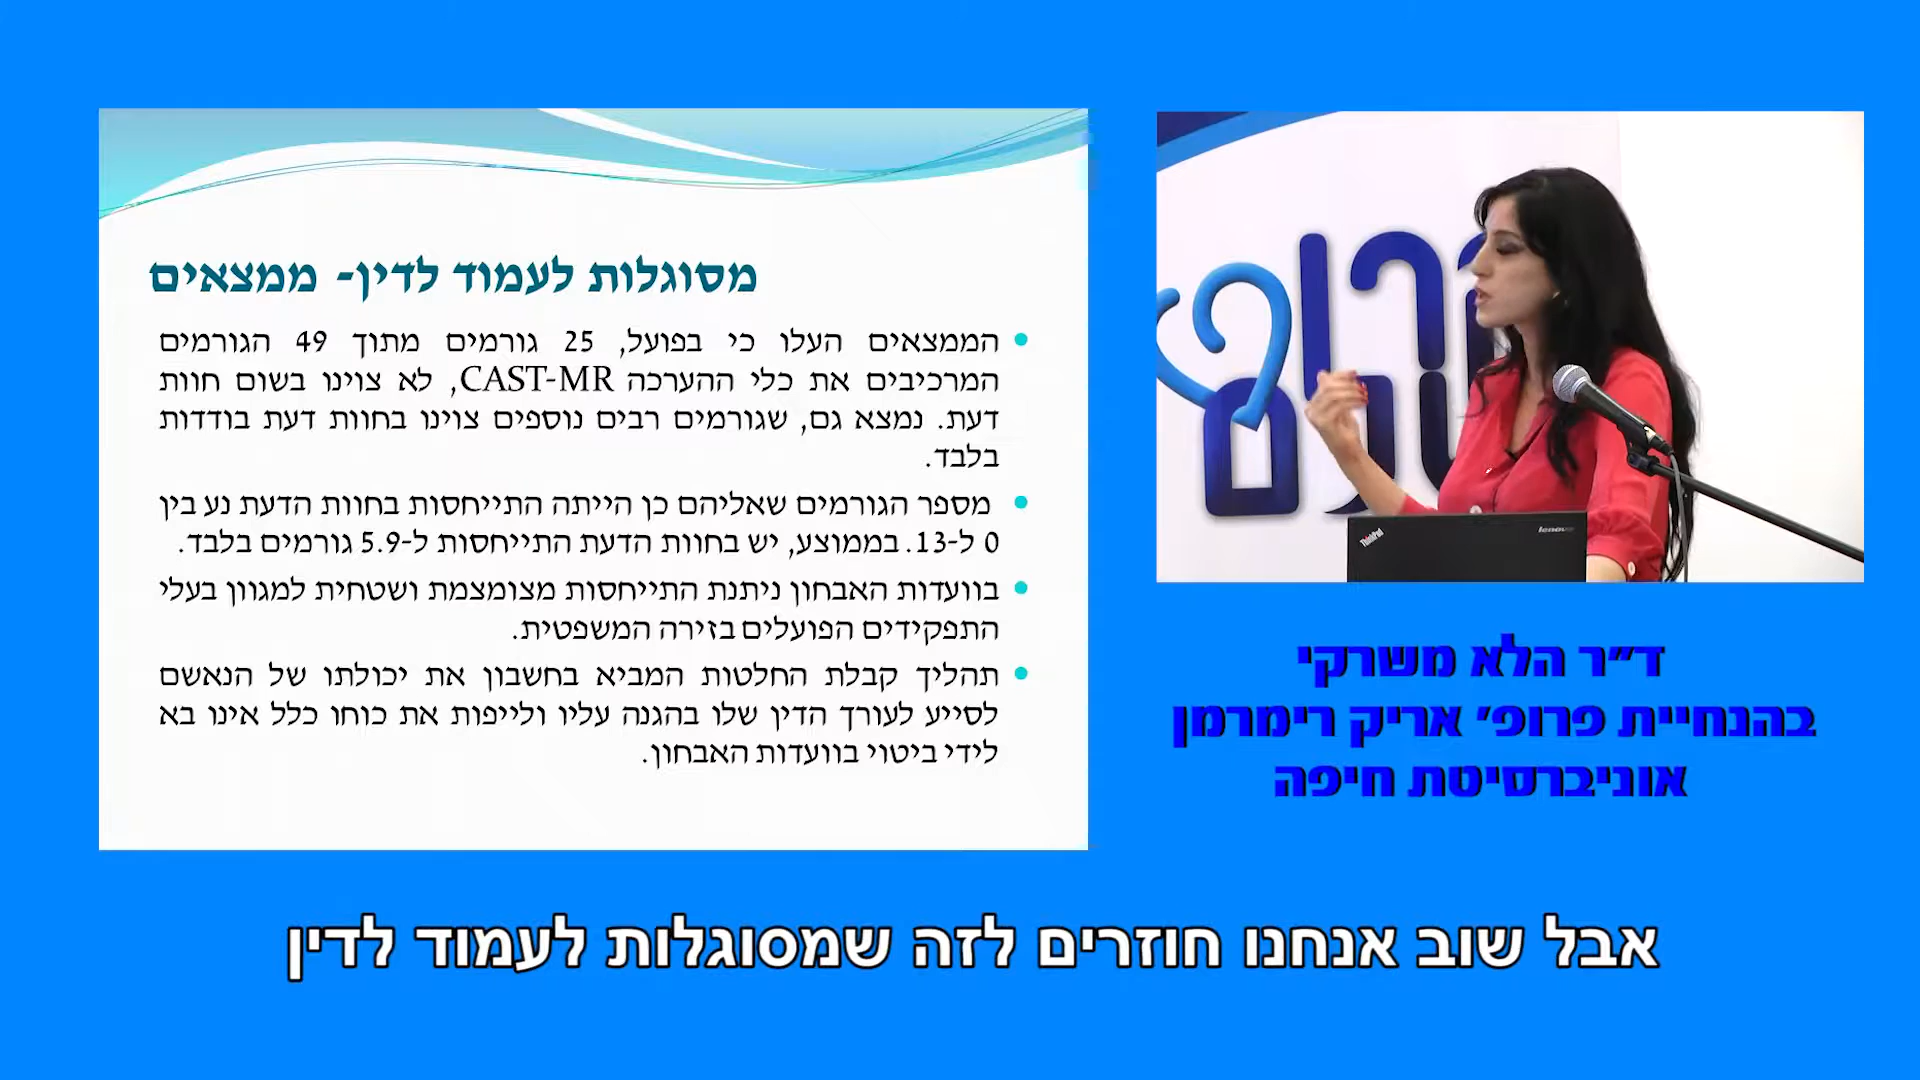 מסוגלות לעמוד לדין- ממצאים
הממצאים העלו כי בפועל, 25 גורמים מתוך 49 הגורמים
המרכיבים את כלי ההערכה CAST-MR, לא צוינו בשום חוות
דעת. נמצא גם, שגורמים רבים נוספים צוינו בחוות דעת בודדות
בלבד.
מספר הגורמים שאליהם כן הייתה התייחסות בחוות הדעת נע בין
0 ל-13. בממוצע, יש בחוות הדעת התייחסות ל-5.9 גורמים בלבד.
בוועדות האבחון ניתנת התייחסות מצומצמת ושטחית למגוון בעלי
התפקידים הפועלים בזירה המשפטית.
תהליך קבלת החלטות המביא בחשבון את יכולתו של הנאשם
לסייע לעורך הדין שלו בהגנה עליו ולייפות את כוחו כלל אינו בא
לידי ביטוי בוועדות האבחון.
ThinkPad
lenovo
ד״ר הלא משרקי
בהנחיית פרופ׳ אריק רימרמן
אוניברסיטת חיפה
אבל שוב אנחנו חוזרים לזה שמסוגלות לעמוד לדין